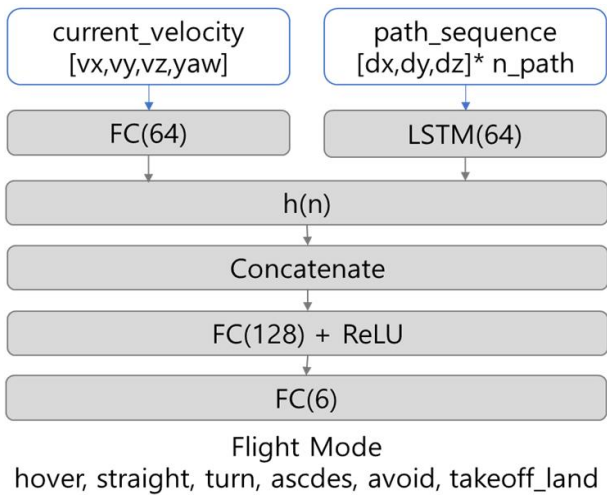 current_velocity
[vx,vy,vz,yaw]
path_sequence
[dx,dy,dz]* n_path
FC(64)
LSTM(64)
h(n)
Concatenate
FC(128) + ReLU
FC(6)
Flight Mode
hover, straight, turn, ascdes, avoid, takeoff_land